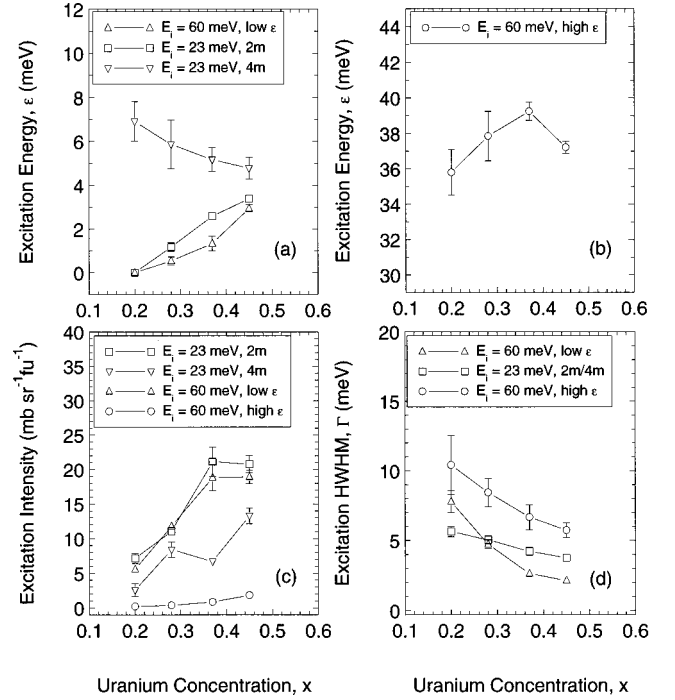 E_i = 60 meV, low ε
E_i = 23 meV, 2m
E_i = 23 meV, 4m
Excitation Energy, ε (meV)
12
10
8
6
4
2
0
0.1 0.2 0.3 0.4 0.5 0.6
(a)
E_i = 60 meV, high ε
Excitation Energy, ε (meV)
44
42
40
38
36
34
32
30
0.1 0.2 0.3 0.4 0.5 0.6
(b)
E_i = 23 meV, 2m
E_i = 23 meV, 4m
E_i = 60 meV, low ε
E_i = 60 meV, high ε
Excitation Intensity (mb sr⁻¹fu⁻¹)
40
35
30
25
20
15
10
5
0
0.1 0.2 0.3 0.4 0.5 0.6
(c)
Uranium Concentration, x
E_i = 60 meV, low ε
E_i = 23 meV, 2m/4m
E_i = 60 meV, high ε
Excitation HWHM, Γ (meV)
20
15
10
5
0
0.1 0.2 0.3 0.4 0.5 0.6
(d)
Uranium Concentration, x